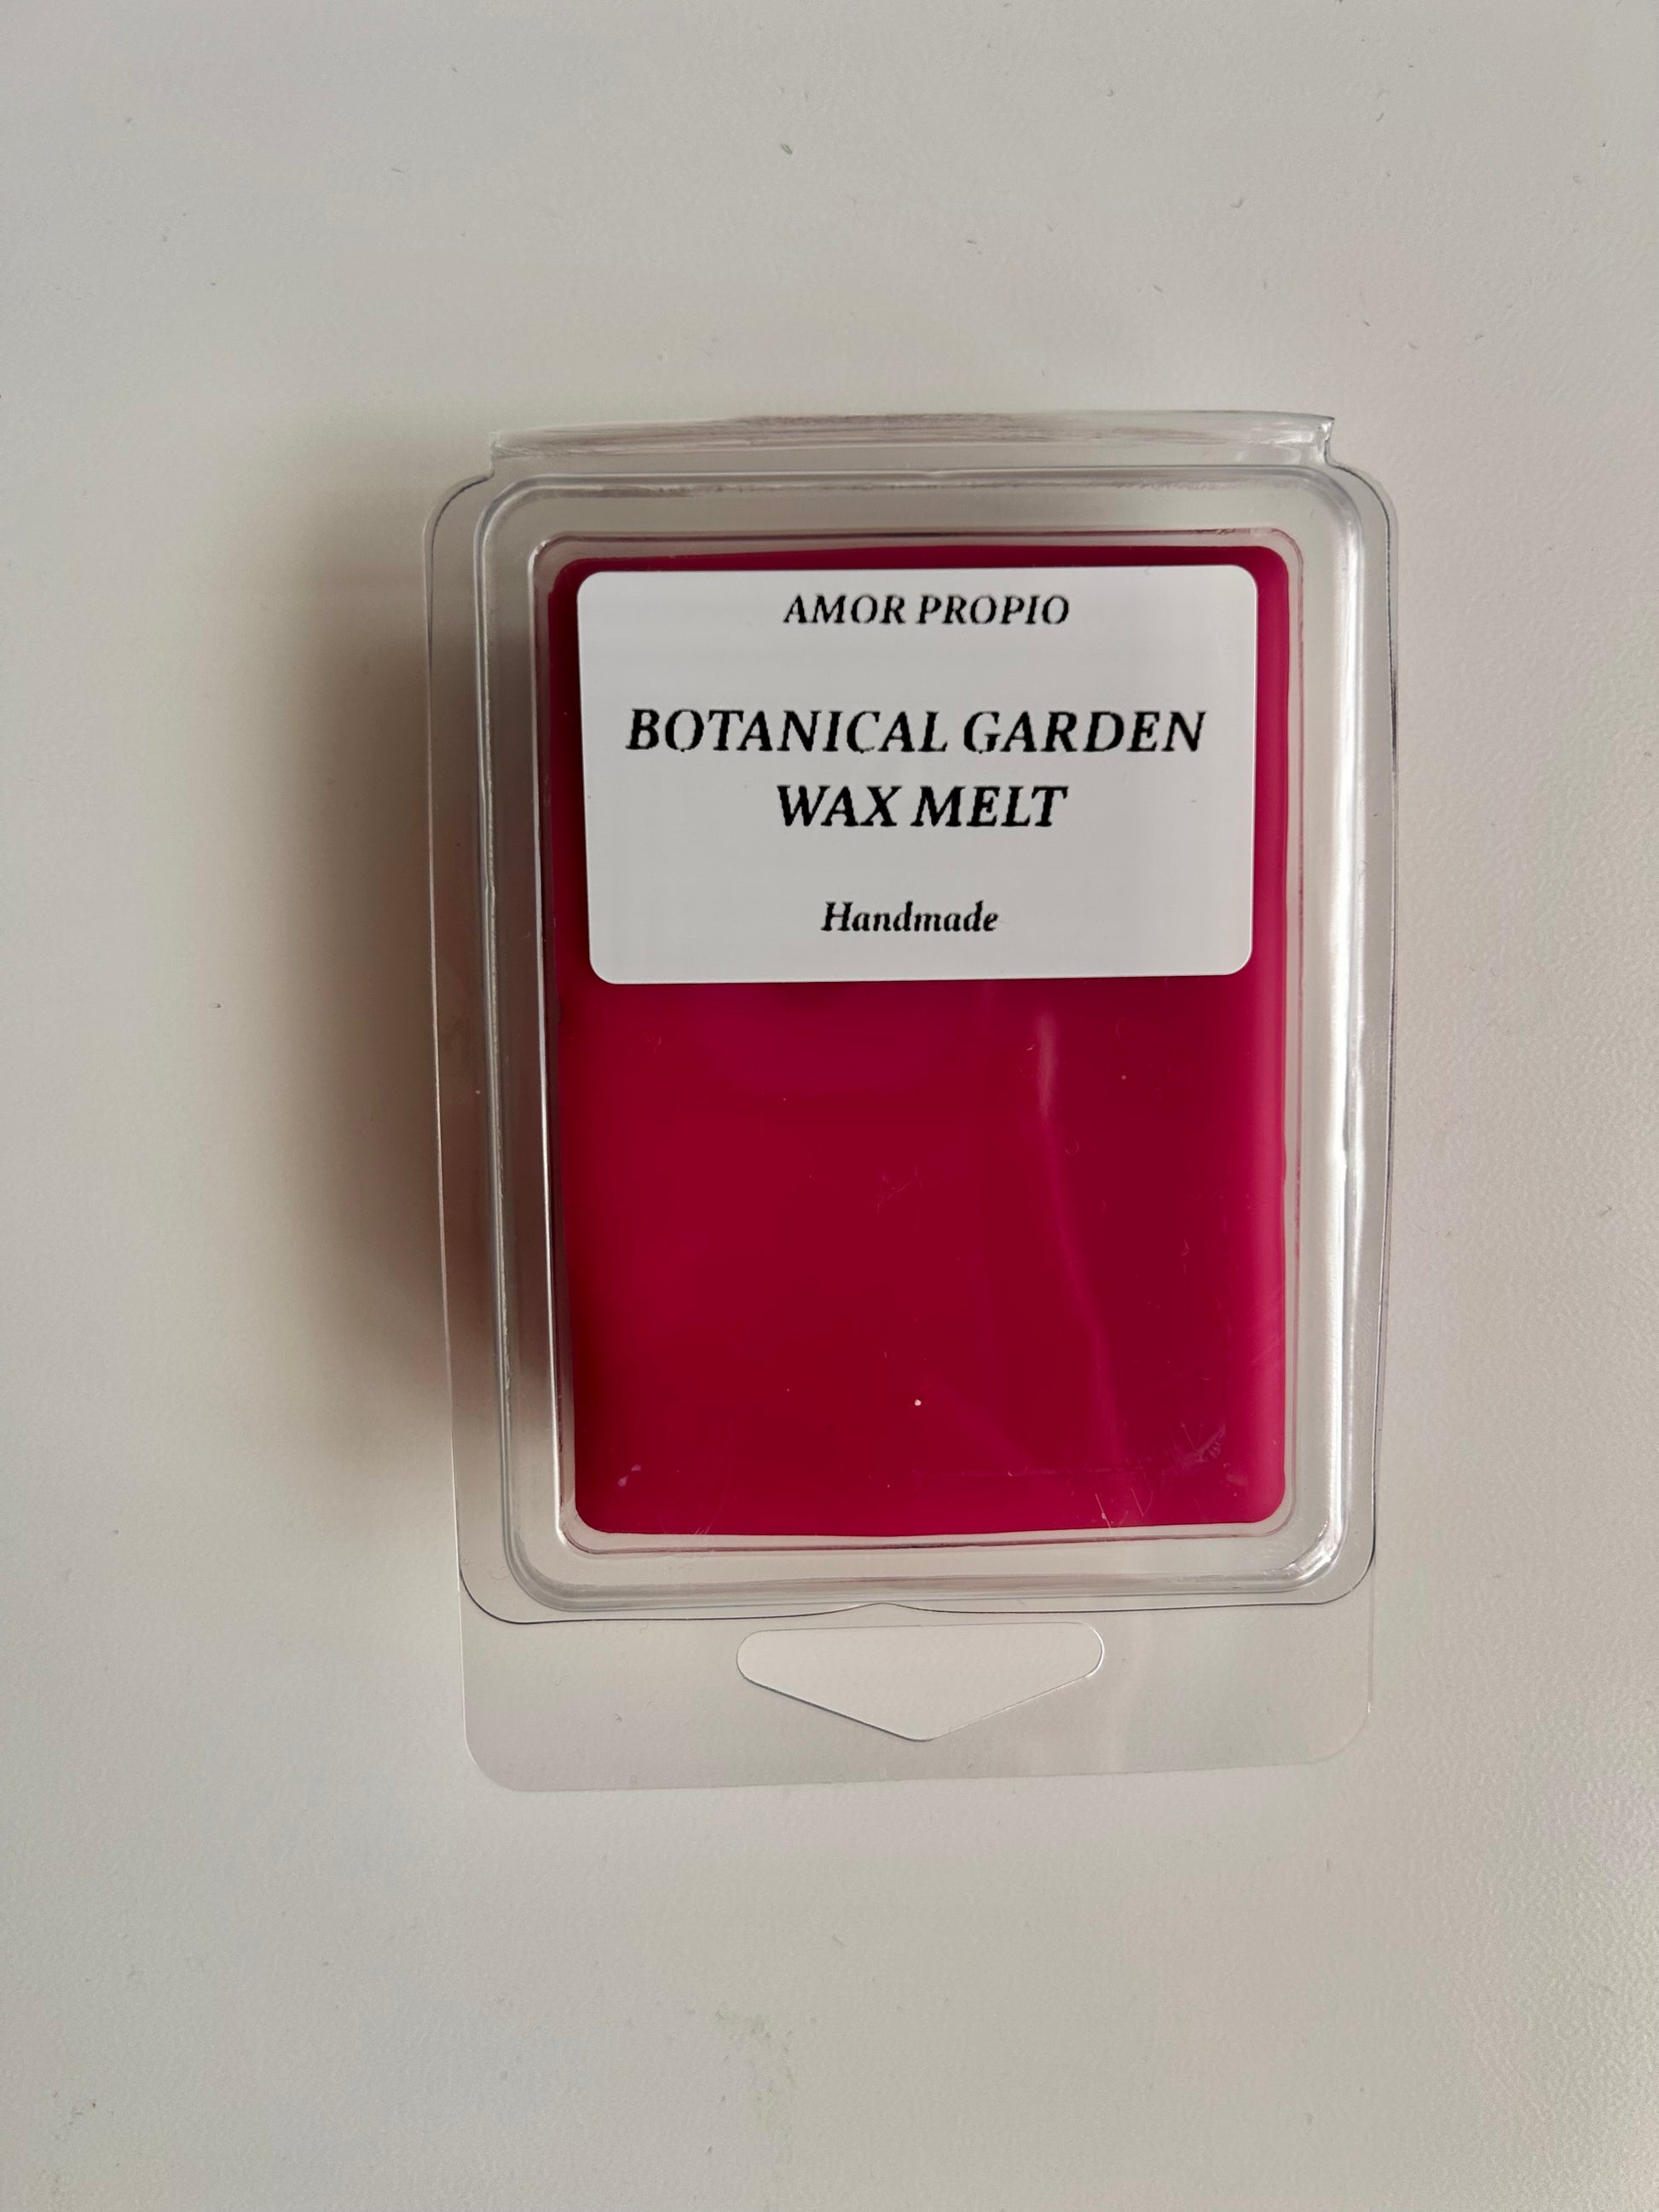 AMOR PROPIO
BOTANICAL GARDEN
WAX MELT
Handmade